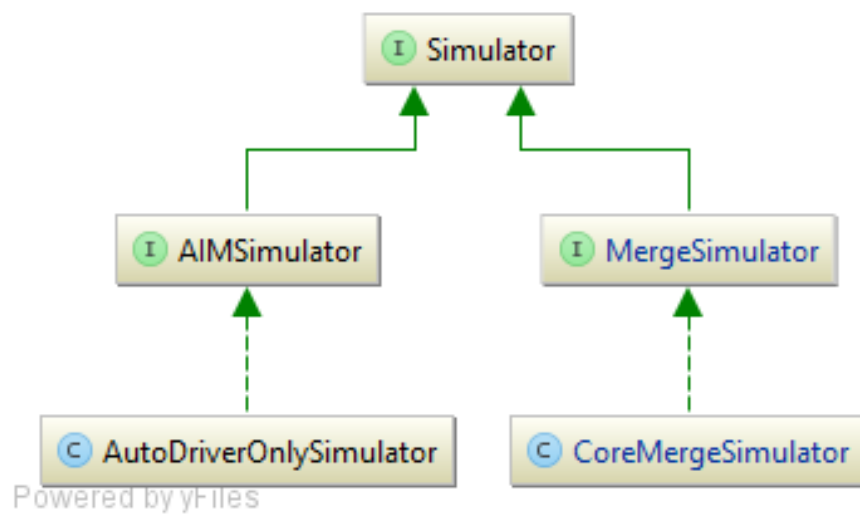 I Simulator
I AIMSimulator
I MergeSimulator
C AutoDriverOnlySimulator
C CoreMergeSimulator
Powered by yFiles